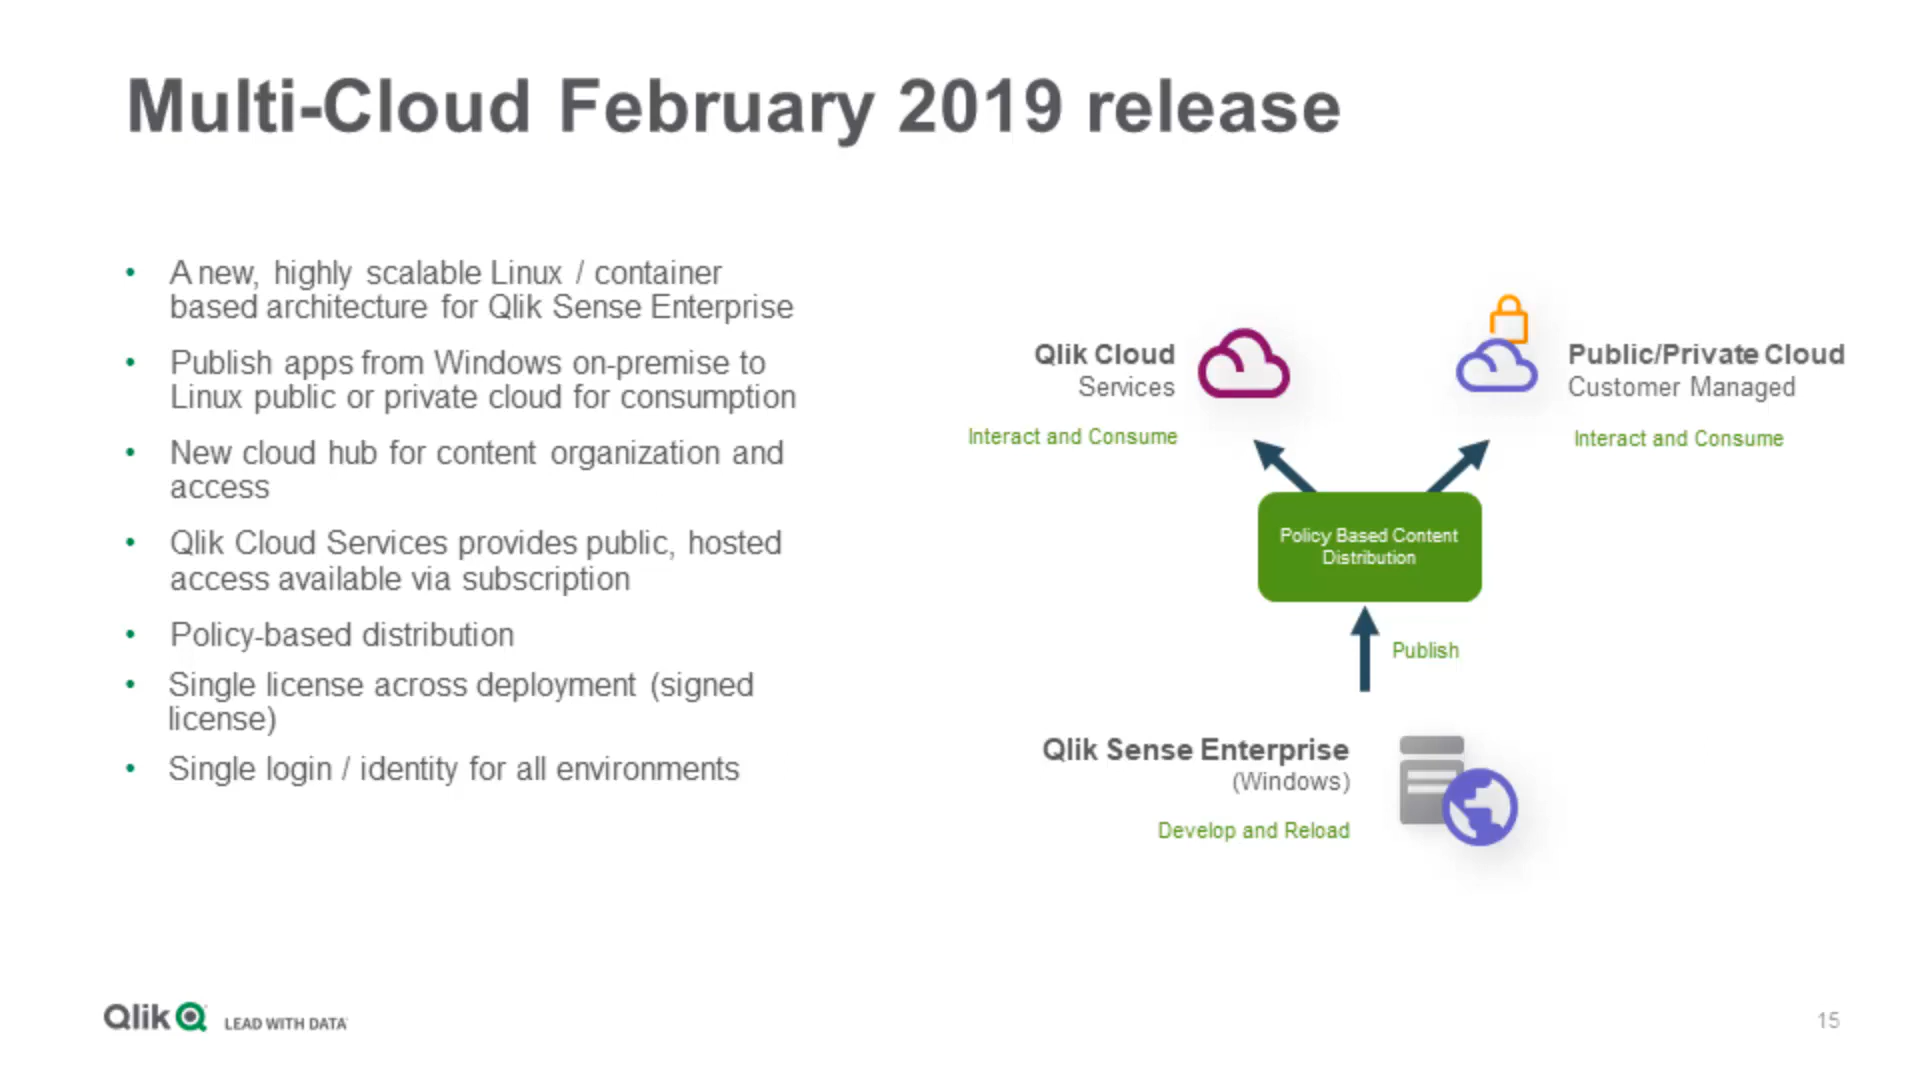 Multi-Cloud February 2019 release
• A new, highly scalable Linux / container
based architecture for Qlik Sense Enterprise
• Publish apps from Windows on-premise to
Linux public or private cloud for consumption
• New cloud hub for content organization and
access
• Qlik Cloud Services provides public, hosted
access available via subscription
• Policy-based distribution
• Single license across deployment (signed
license)
• Single login / identity for all environments
Qlik Cloud
Services
Interact and Consume
Public/Private Cloud
Customer Managed
Interact and Consume
Policy Based Content
Distribution
Publish
Qlik Sense Enterprise
(Windows)
Develop and Reload
Qlik LEAD WITH DATA
15